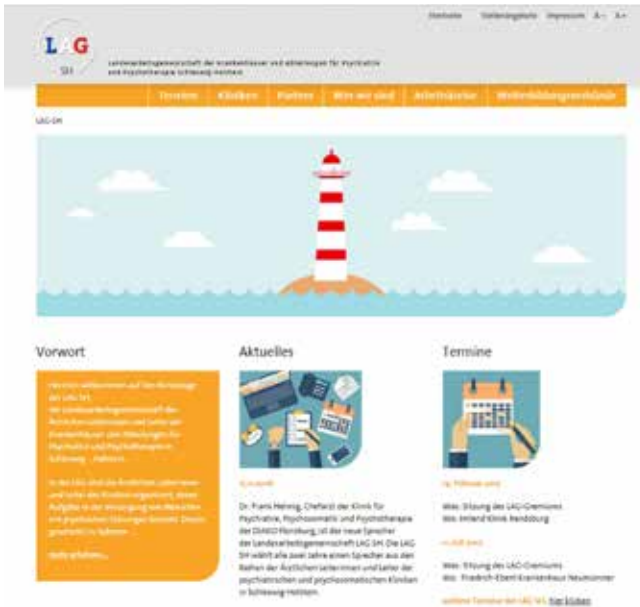 Startseite Stellenangebote Impressum A- A+
LAG
SH
Landesarbeitsgemeinschaft der Krankenhäuser und Abteilungen für Psychiatrie
und Psychotherapie Schleswig-Holstein
Termine Kliniken Partner Wer wir sind Arbeitskreise Weiterbildungsverbünde
LAG-SH
Vorwort
Herzlich willkommen auf der Homepage
der LAG SH,
der Landesarbeitsgemeinschaft der
Ärztlichen Leiterinnen und Leiter der
Krankenhäuser und Abteilungen für
Psychiatrie und Psychotherapie in
Schleswig - Holstein.
In der LAG sind die Ärztlichen Leiterinnen
und Leiter der Kliniken organisiert, deren
Aufgabe in der Versorgung von Menschen
mit psychischen Störungen besteht.
mehr erfahren...
Aktuelles
Dr. Frank Helmig, Chefarzt der Klinik für
Psychiatrie, Psychosomatik und Psychotherapie
der DIAKO Flensburg, ist der neue Sprecher
der Landesarbeitsgemeinschaft LAG SH. Die LAG
SH wählt alle zwei Jahre einen Sprecher aus den
Reihen der Ärztlichen Leiterinnen und Leiter der
psychiatrischen und psychosomatischen Kliniken
in Schleswig-Holstein.
Termine
Was: Sitzung des LAG-Gremiums
Wo: Imland Klinik Rendsburg
Was: Sitzung des LAG-Gremiums
Wo: Friedrich-Ebert-Krankenhaus Neumünster
weitere Termine der LAG SH, hier klicken